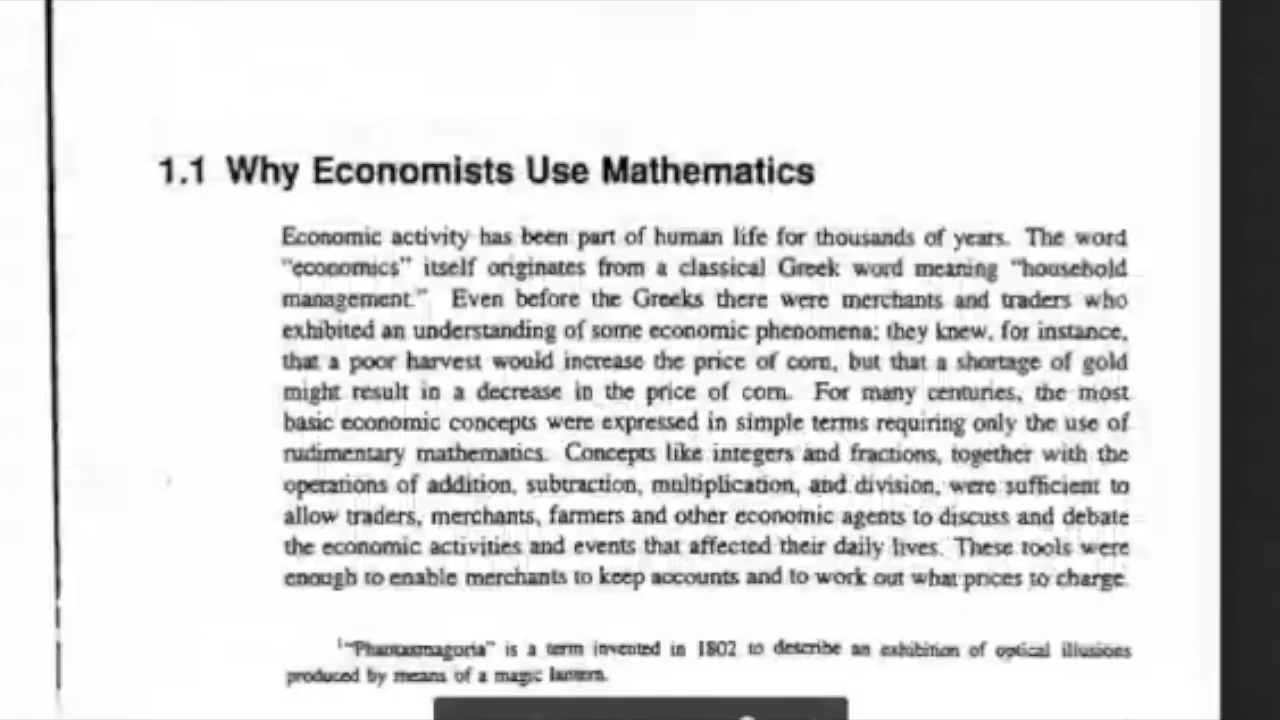 1.1 Why Economists Use Mathematics
Economic activity has been part of human life for thousands of years. The word
"economics" itself originates from a classical Greek word meaning "household
management." Even before the Greeks there were merchants and traders who
exhibited an understanding of some economic phenomena; they knew, for instance,
that a poor harvest would increase the price of corn, but that a shortage of gold
might result in a decrease in the price of corn. For many centuries, the most
basic economic concepts were expressed in simple terms requiring only the use of
rudimentary mathematics. Concepts like integers and fractions, together with the
operations of addition, subtraction, multiplication, and division, were sufficient to
allow traders, merchants, farmers and other economic agents to discuss and debate
the economic activities and events that affected their daily lives. These tools were
enough to enable merchants to keep accounts and to work out what prices to charge.
1"Phantasmagoria" is a term invented in 1802 to describe an exhibition of optical illusions
produced by means of a magic lantern.